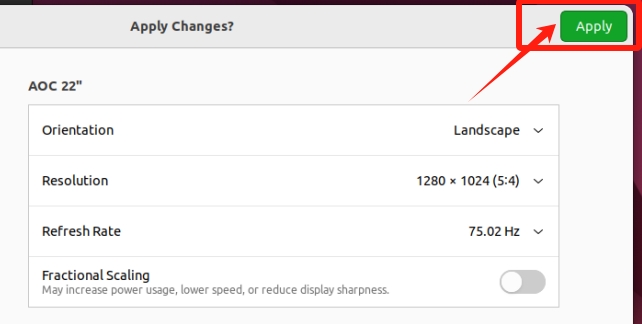 Apply Changes?
Apply
AOC 22"
Orientation
Landscape
Resolution
1280 × 1024 (5:4)
Refresh Rate
75.02 Hz
Fractional Scaling
May increase power usage, lower speed, or reduce display sharpness.